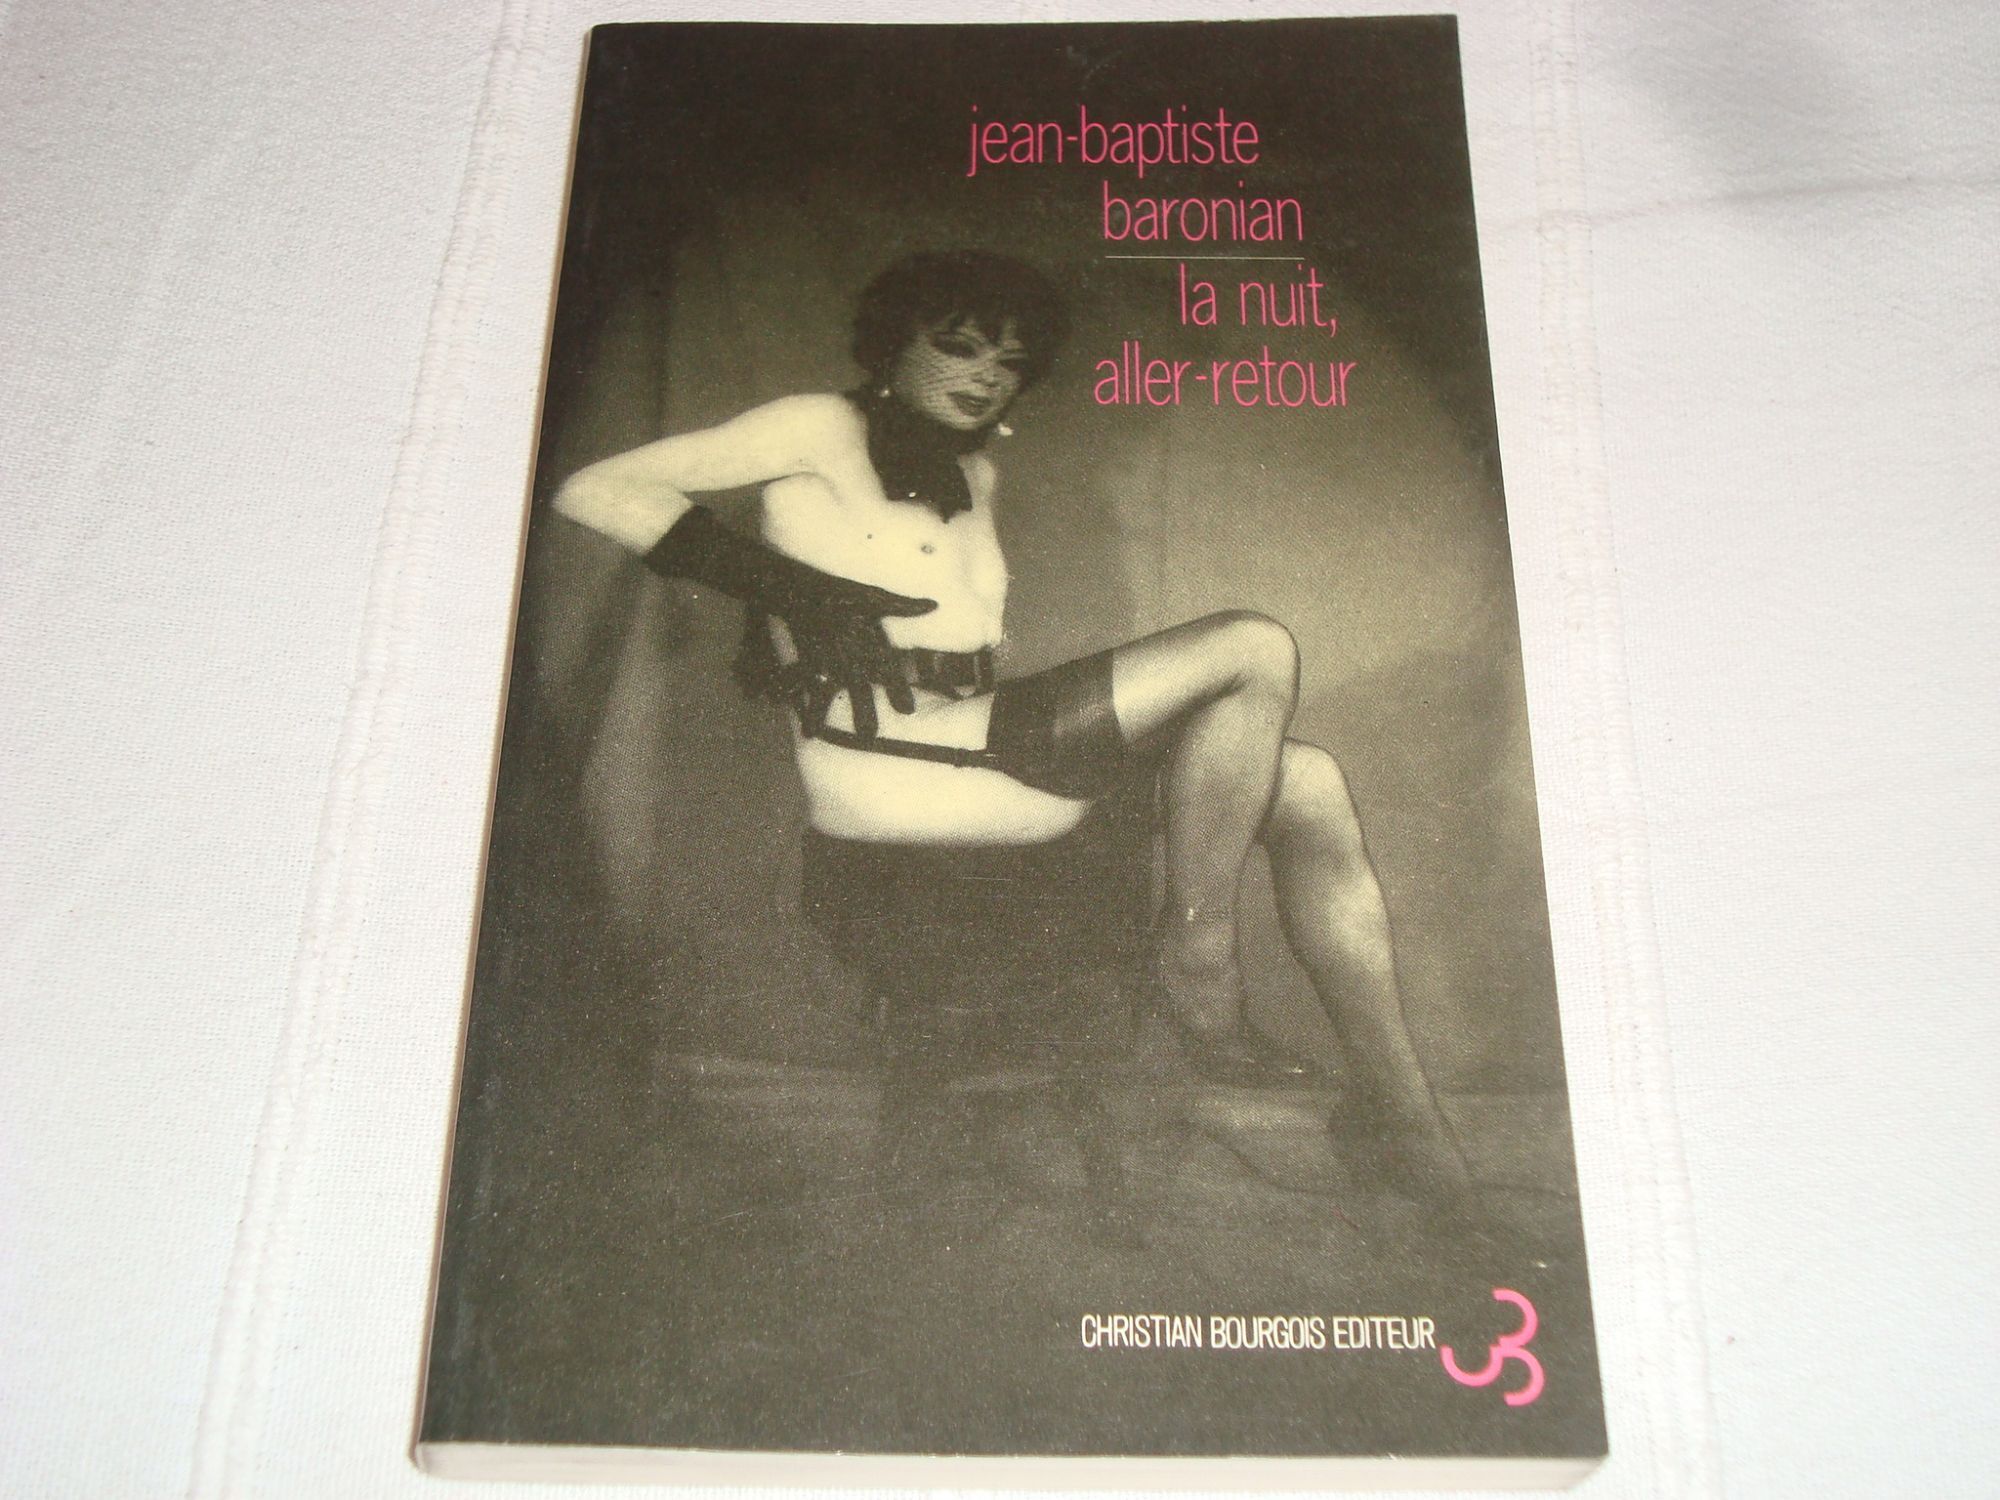 jean-baptiste
baronian
la nuit,
aller-retour
CHRISTIAN BOURGOIS EDITEUR